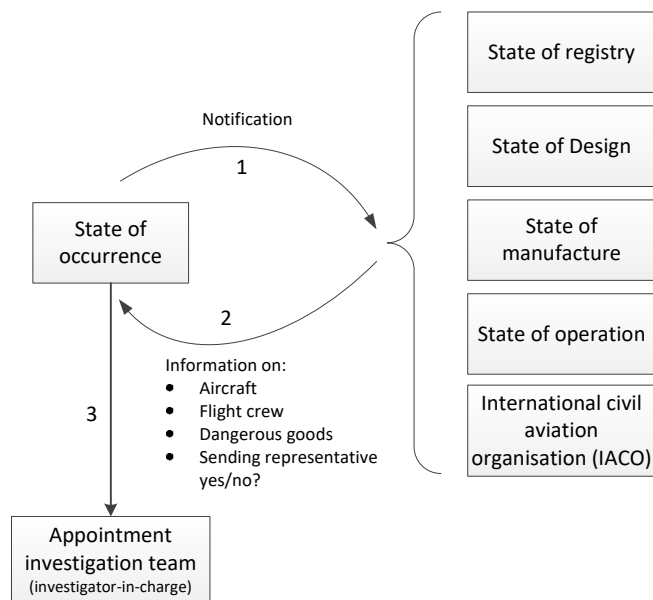 Notification
1
State of
occurrence
2
Information on:
Aircraft
Flight crew
Dangerous goods
Sending representative
yes/no?
3
Appointment
investigation team
(investigator-in-charge)
State of registry
State of Design
State of
manufacture
State of operation
International civil
aviation
organisation (IACO)